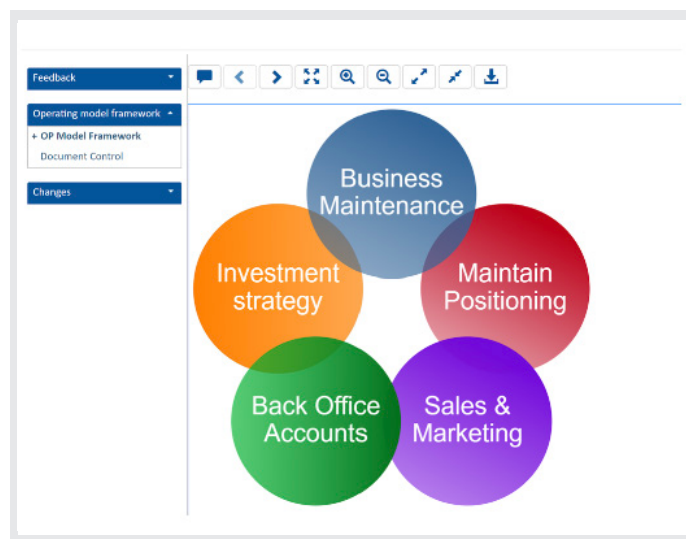 Feedback
Operating model framework
+ OP Model Framework
Document Control
Changes
Business
Maintenance
Investment
strategy
Maintain
Positioning
Back Office
Accounts
Sales &
Marketing